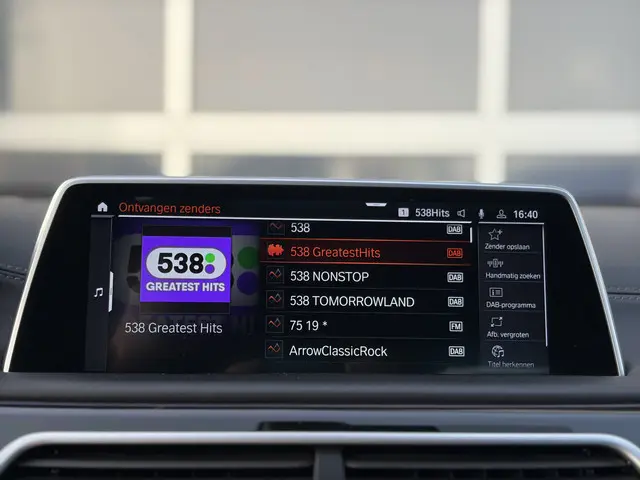 Ontvangen zenders
1 538Hits 16:40
538:
GREATEST HITS
538 Greatest Hits
538 DAB
538 GreatestHits DAB
538 NONSTOP DAB
538 TOMORROWLAND DAB
75 19 * FM
ArrowClassicRock DAB
Zender opslaan
Handmatig zoeken
DAB-programma
Afb. vergroten
Titel herkennen